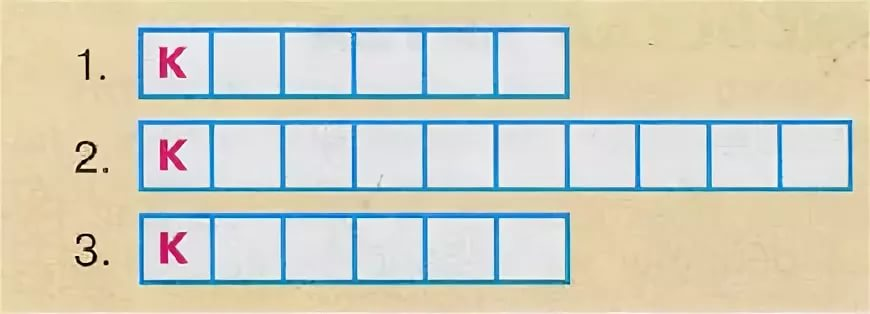 1. К
2. К
3. К